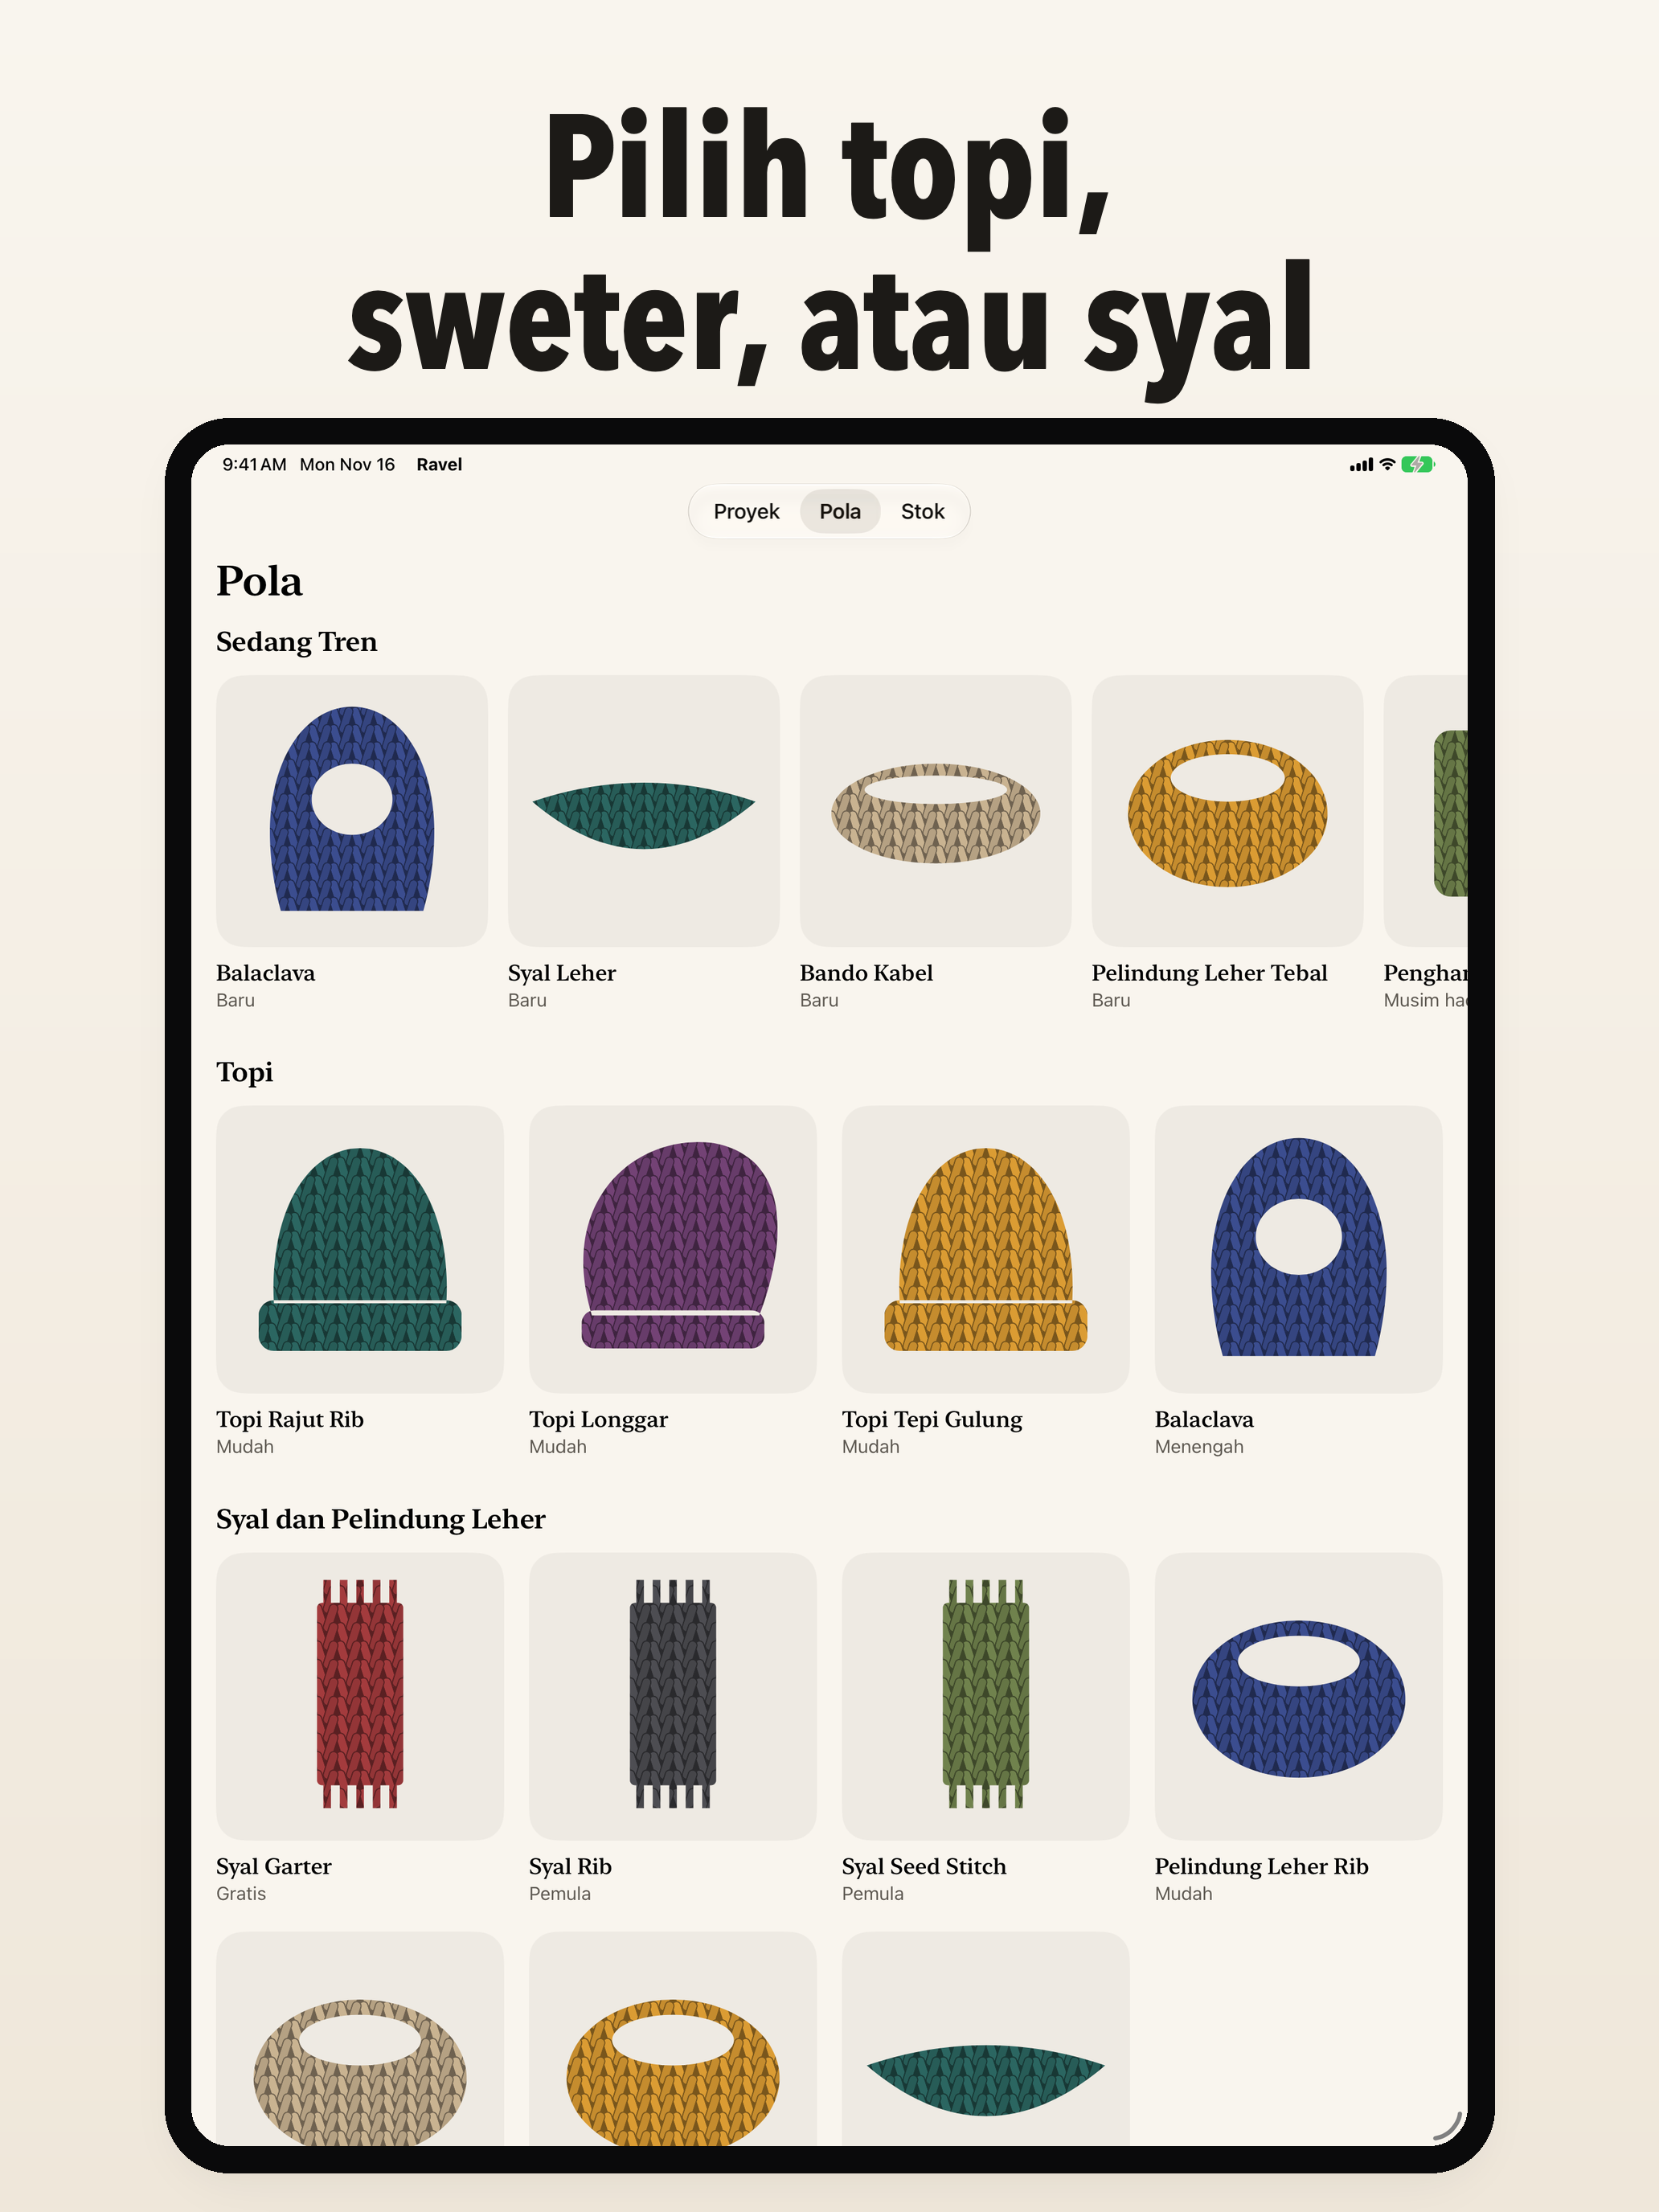 Pilih topi,
sweter, atau syal
9:41 AM Mon Nov 16 Ravel
Proyek Pola Stok
Pola
Sedang Tren
Balaclava
Baru
Syal Leher
Baru
Bando Kabel
Baru
Pelindung Leher Tebal
Baru
Musim
Topi
Topi Rajut Rib
Mudah
Topi Longgar
Mudah
Topi Tepi Gulung
Mudah
Balaclava
Menengah
Syal dan Pelindung Leher
Syal Garter
Gratis
Syal Rib
Pemula
Syal Seed Stitch
Pemula
Pelindung Leher Rib
Mudah